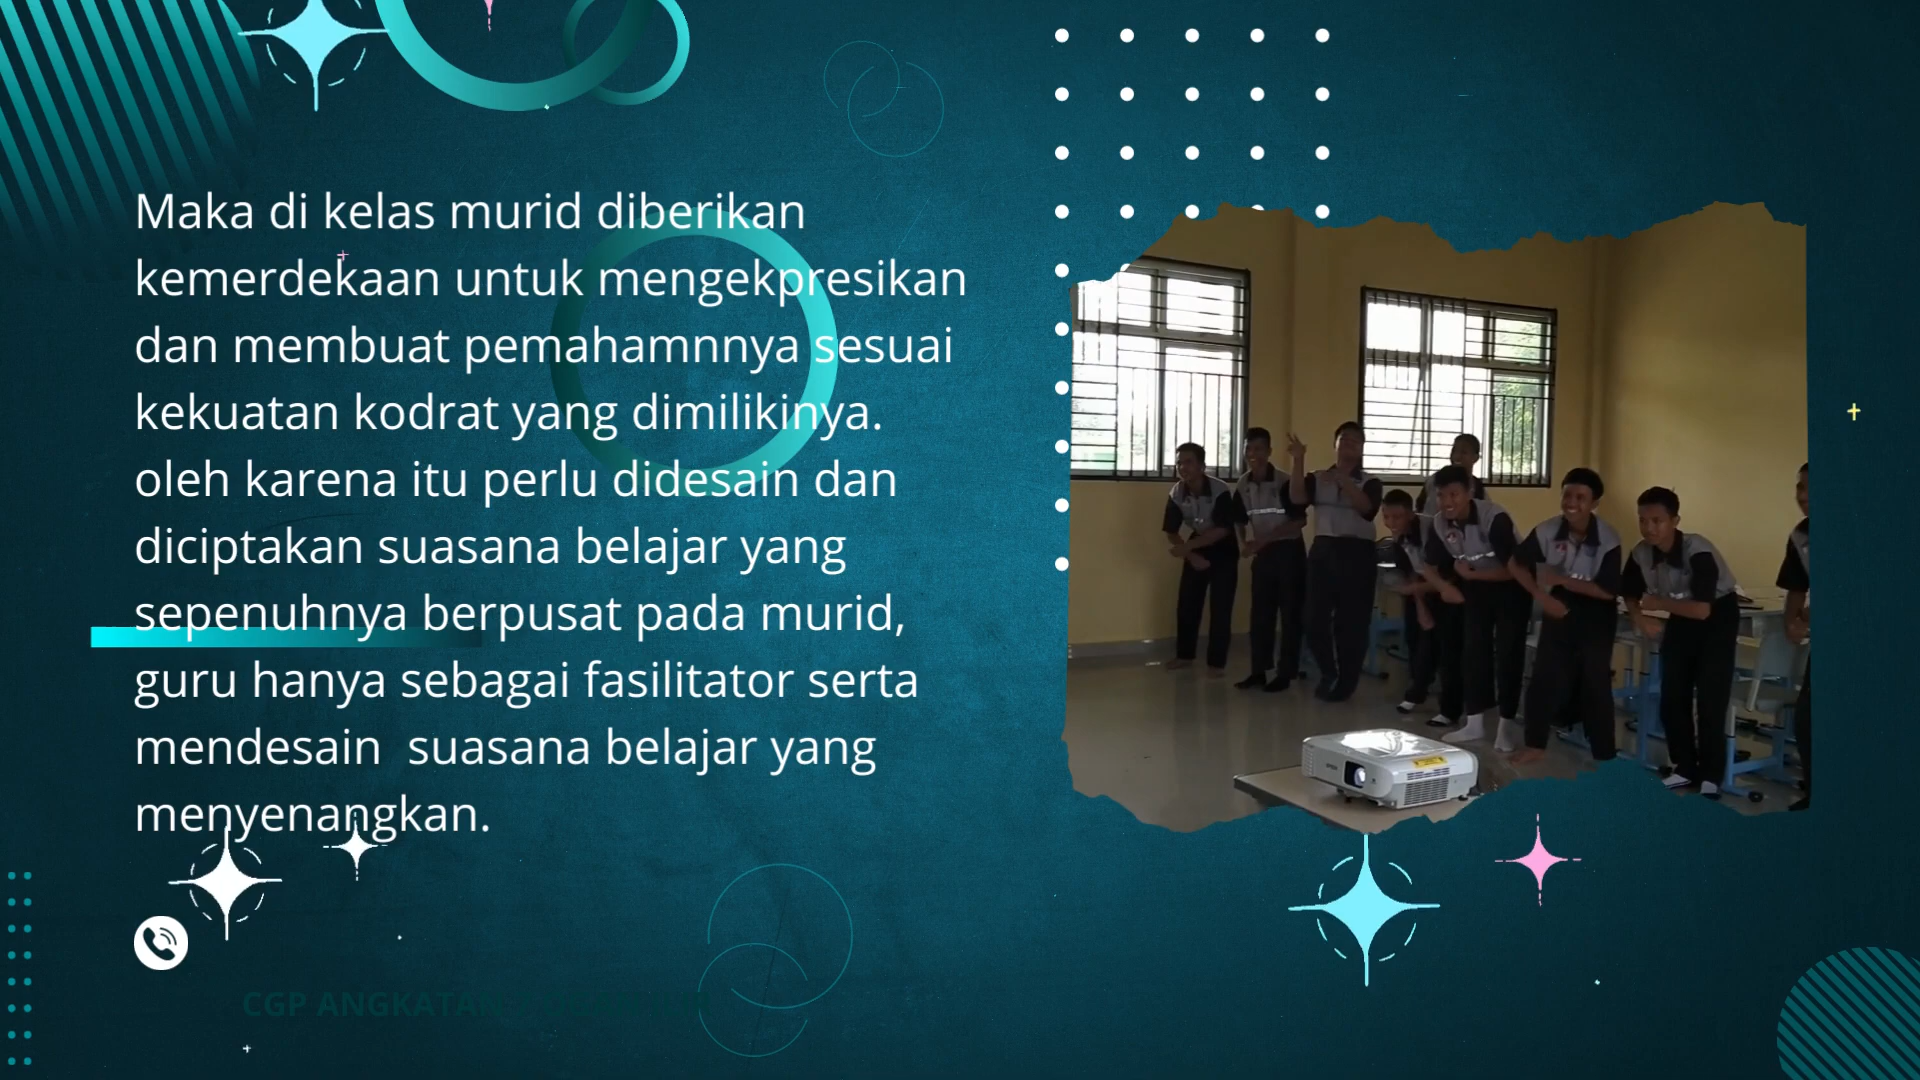 Maka di kelas murid diberikan
kemerdekaan untuk mengekpresikan
dan membuat pemahamnnya sesuai
kekuatan kodrat yang dimilikinya.
oleh karena itu perlu didesain dan
diciptakan suasana belajar yang
sepenuhnya berpusat pada murid,
guru hanya sebagai fasilitator serta
mendesain  suasana belajar yang
menyenangkan.
CGP ANGKATAN